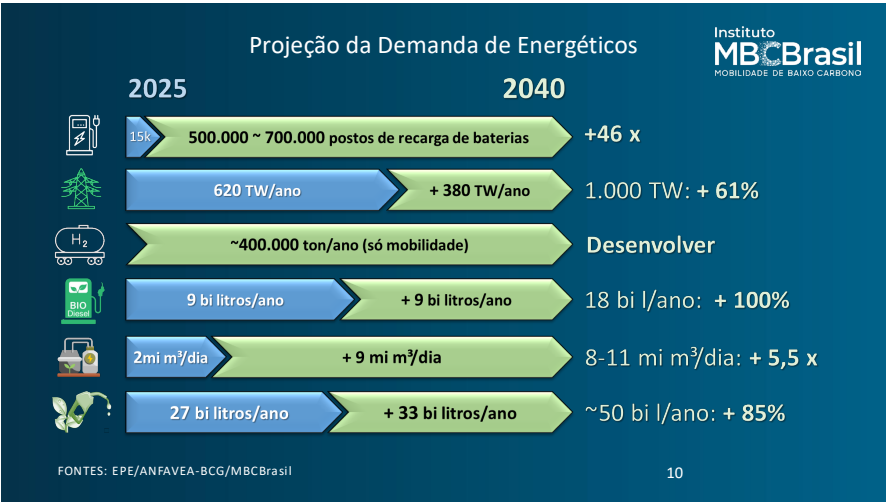 Projeção da Demanda de Energéticos
Instituto
MBCBrasil
MOBILIDADE DE BAIXO CARBONO
2025
2040
15k
500.000 ~ 700.000 postos de recarga de baterias
+46 x
620 TW/ano
+ 380 TW/ano
1.000 TW: + 61%
H₂
~400.000 ton/ano (só mobilidade)
Desenvolver
BIO
Diesel
9 bi litros/ano
+ 9 bi litros/ano
18 bi l/ano: + 100%
2mi m³/dia
+ 9 mi m³/dia
8-11 mi m³/dia: + 5,5 x
27 bi litros/ano
+ 33 bi litros/ano
~50 bi l/ano: + 85%
FONTES: EPE/ANFAVEA-BCG/MBCBrasil
10